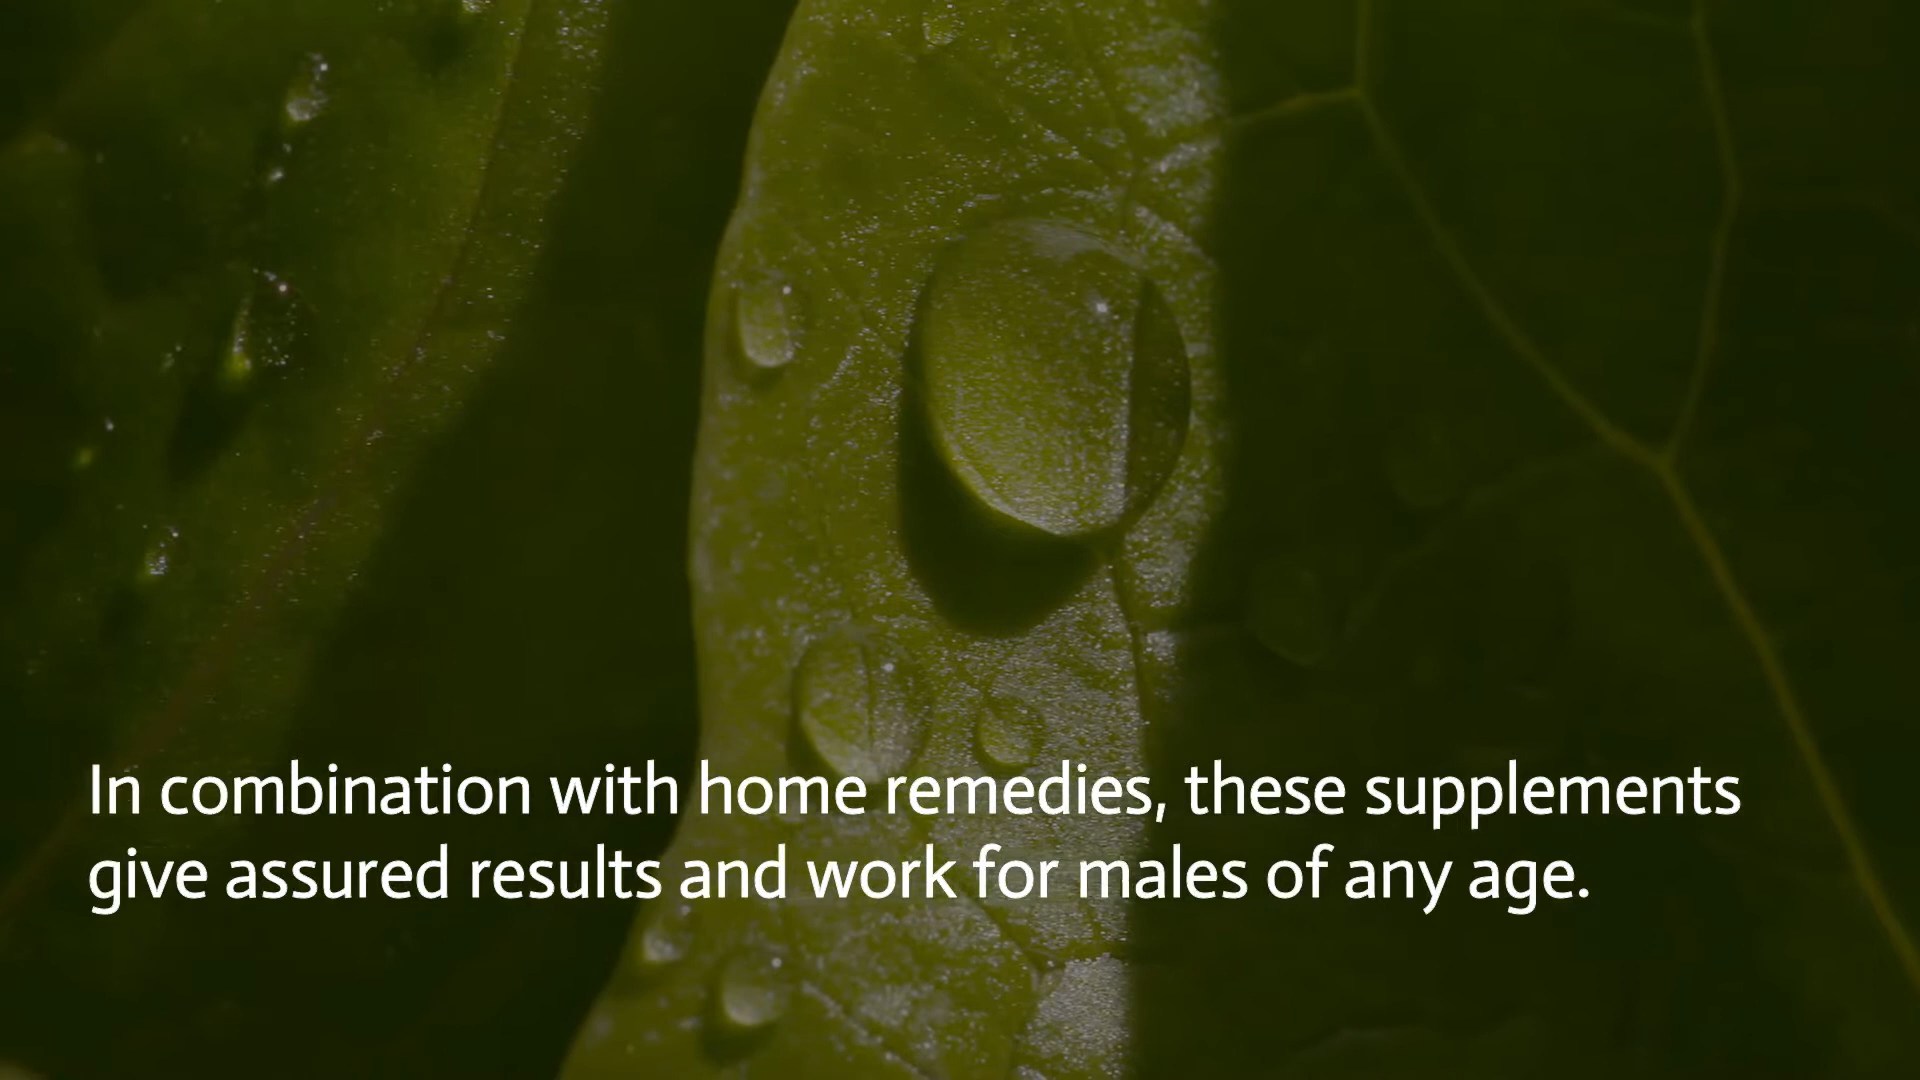 In combination with home remedies, these supplements
give assured results and work for males of any age.